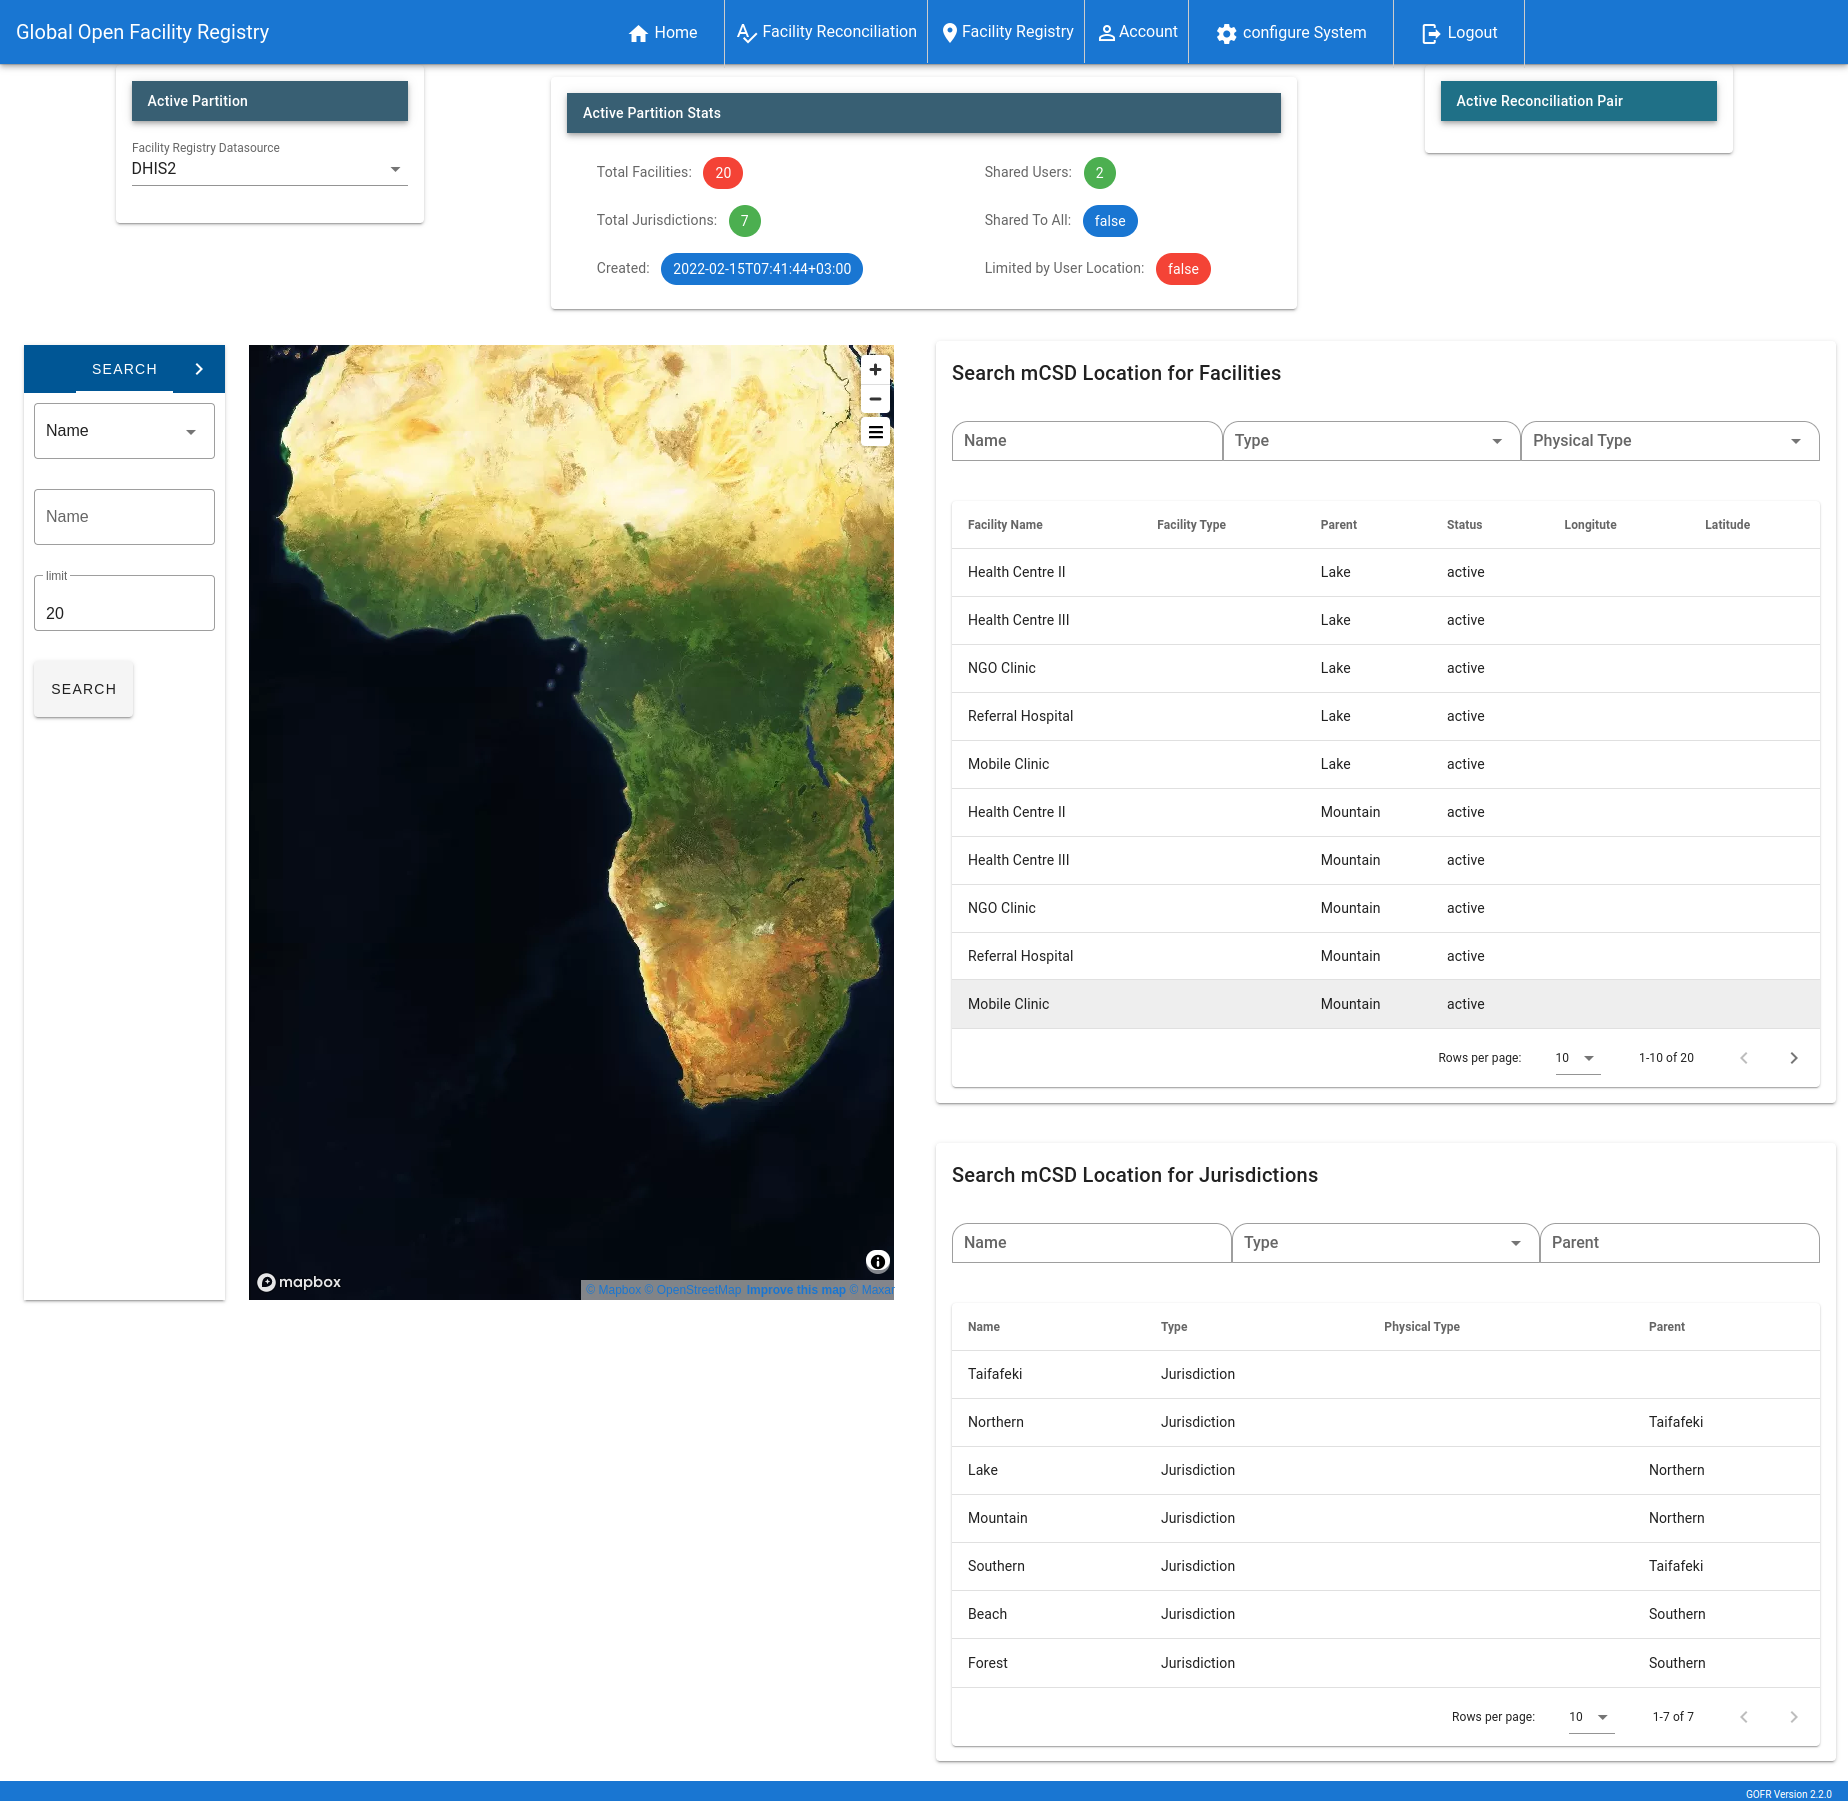 Global Open Facility Registry
Home
Facility Reconciliation
Facility Registry
Account
configure System
Logout
Active Partition
Facility Registry Datasource
DHIS2
Active Partition Stats
Total Facilities: 20
Shared Users: 2
Total Jurisdictions: 7
Shared To All: false
Created: 2022-02-15T07:41:44+03:00
Limited by User Location: false
Active Reconciliation Pair
SEARCH
Name
Name
limit
20
SEARCH
mapbox
© Mapbox © OpenStreetMap Improve this map © Maxar
Search mCSD Location for Facilities
Name Type Physical Type
Facility Name Facility Type Parent Status Longitute Latitude
Health Centre II Lake active
Health Centre III Lake active
NGO Clinic Lake active
Referral Hospital Lake active
Mobile Clinic Lake active
Health Centre II Mountain active
Health Centre III Mountain active
NGO Clinic Mountain active
Referral Hospital Mountain active
Mobile Clinic Mountain active
Rows per page: 10 1-10 of 20
Search mCSD Location for Jurisdictions
Name Type Parent
Name Type Physical Type Parent
Taifafeki Jurisdiction
Northern Jurisdiction Taifafeki
Lake Jurisdiction Northern
Mountain Jurisdiction Northern
Southern Jurisdiction Taifafeki
Beach Jurisdiction Southern
Forest Jurisdiction Southern
Rows per page: 10 1-7 of 7
GOFR Version 2.2.0